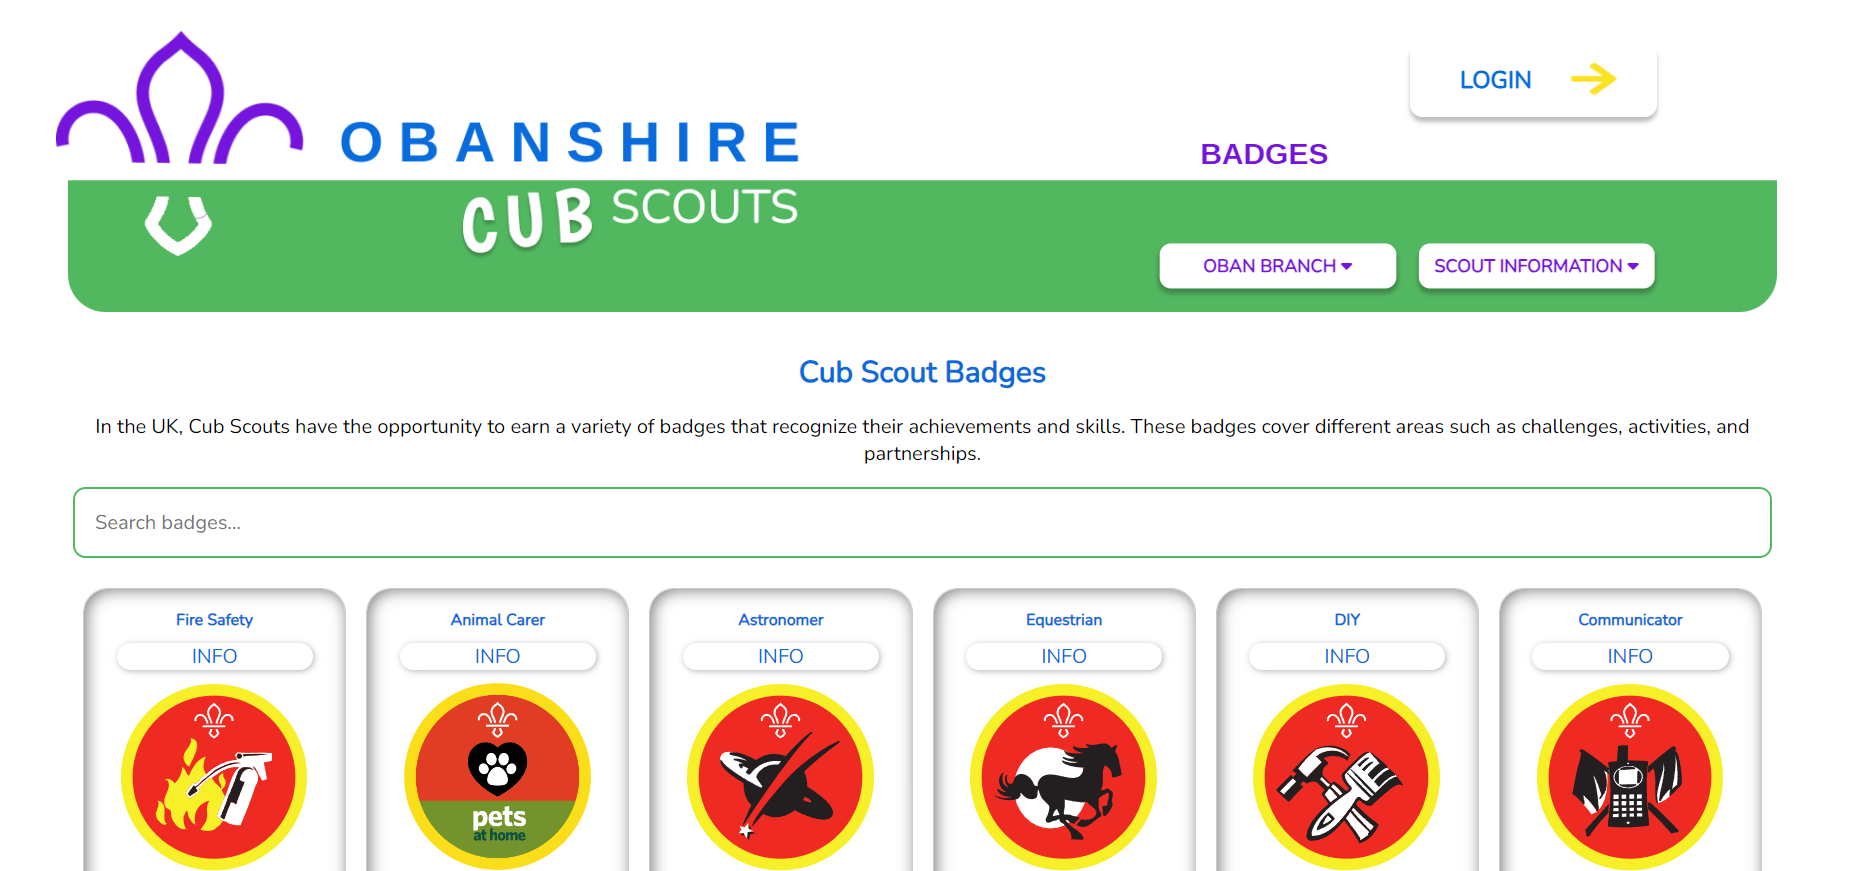 LOGIN
OBANSHIRE
BADGES
CUB SCOUTS
OBAN BRANCH
SCOUT INFORMATION
Cub Scout Badges
In the UK, Cub Scouts have the opportunity to earn a variety of badges that recognize their achievements and skills. These badges cover different areas such as challenges, activities, and
partnerships.
Search badges...
Fire Safety
INFO
Animal Carer
INFO
pets
at home
Astronomer
INFO
Equestrian
INFO
DIY
INFO
Communicator
INFO